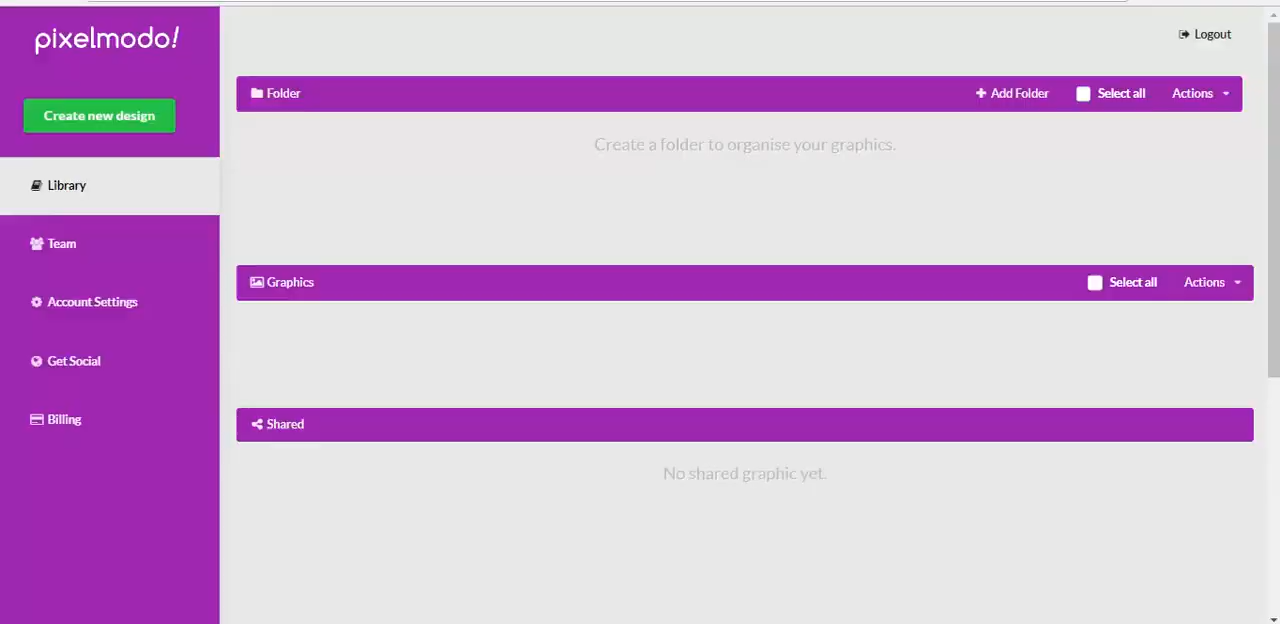 pixelmodo!
Logout
Folder Add Folder Select all Actions
Create new design
Create a folder to organise your graphics.
Library
Team
Graphics Select all Actions
Account Settings
Get Social
Billing
Shared
No shared graphic yet.